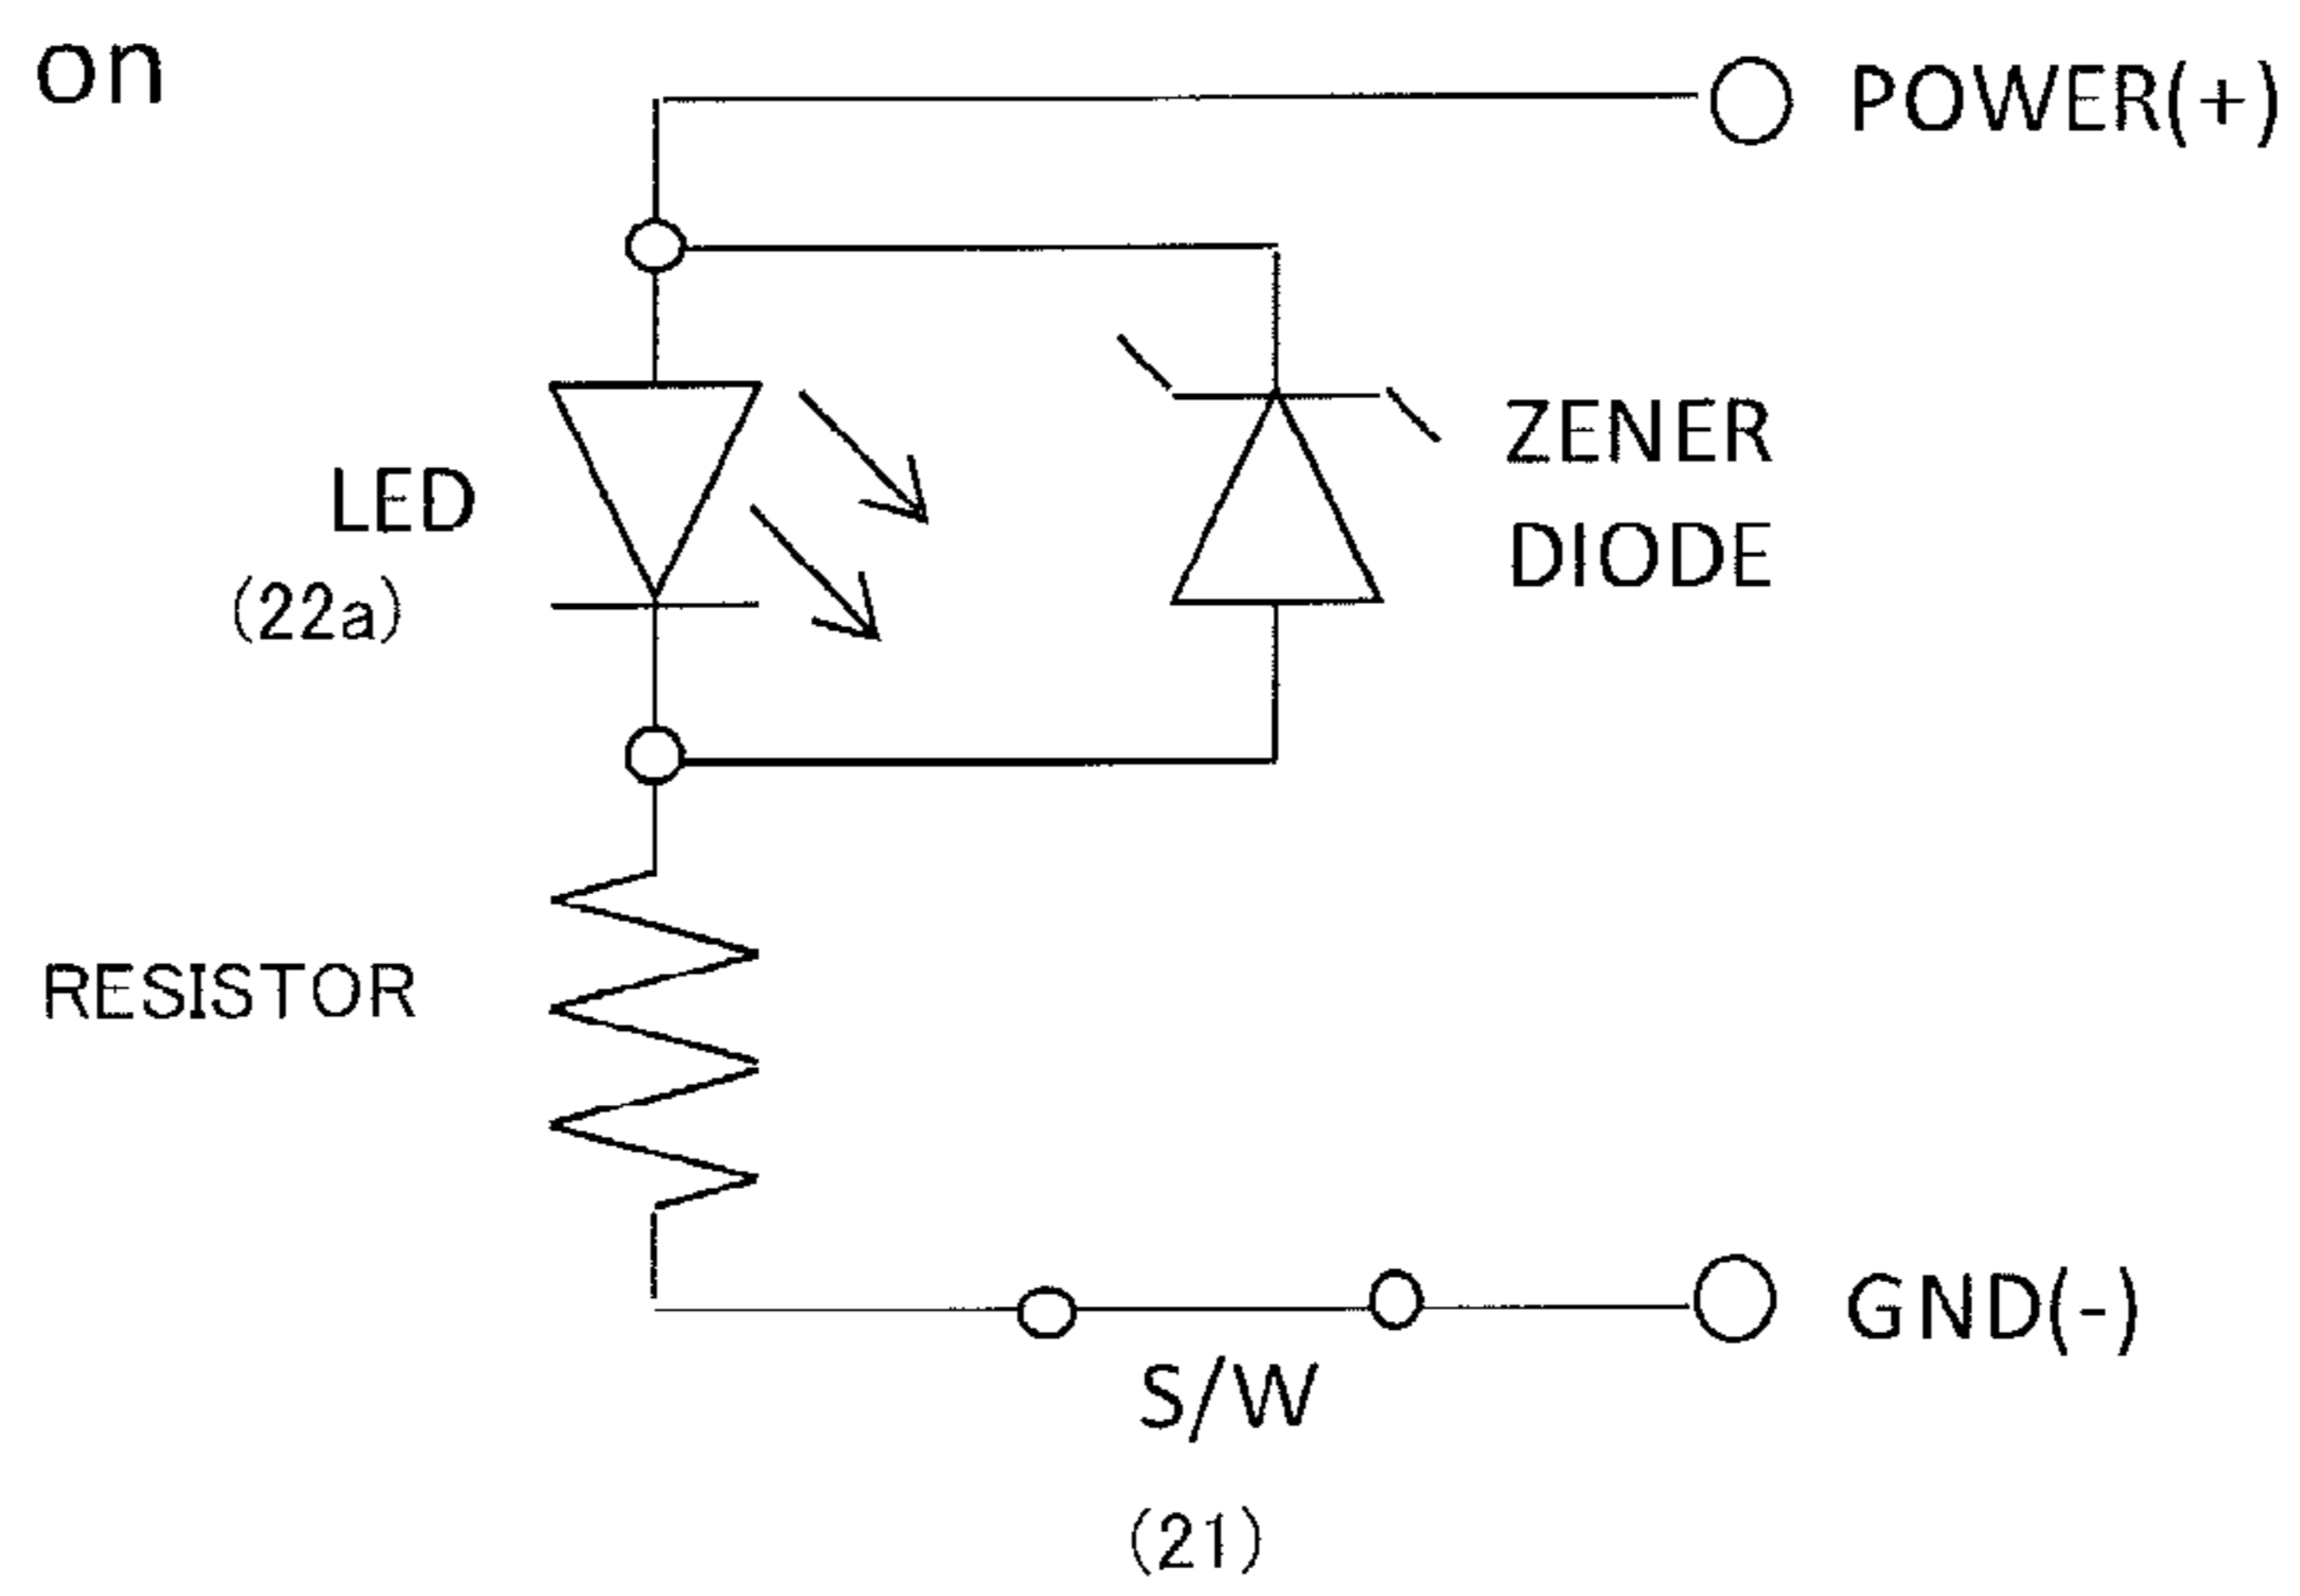 on
POWER(+)
LED
(22a)
ZENER
DIODE
RESISTOR
GND(-)
S/W
(21)